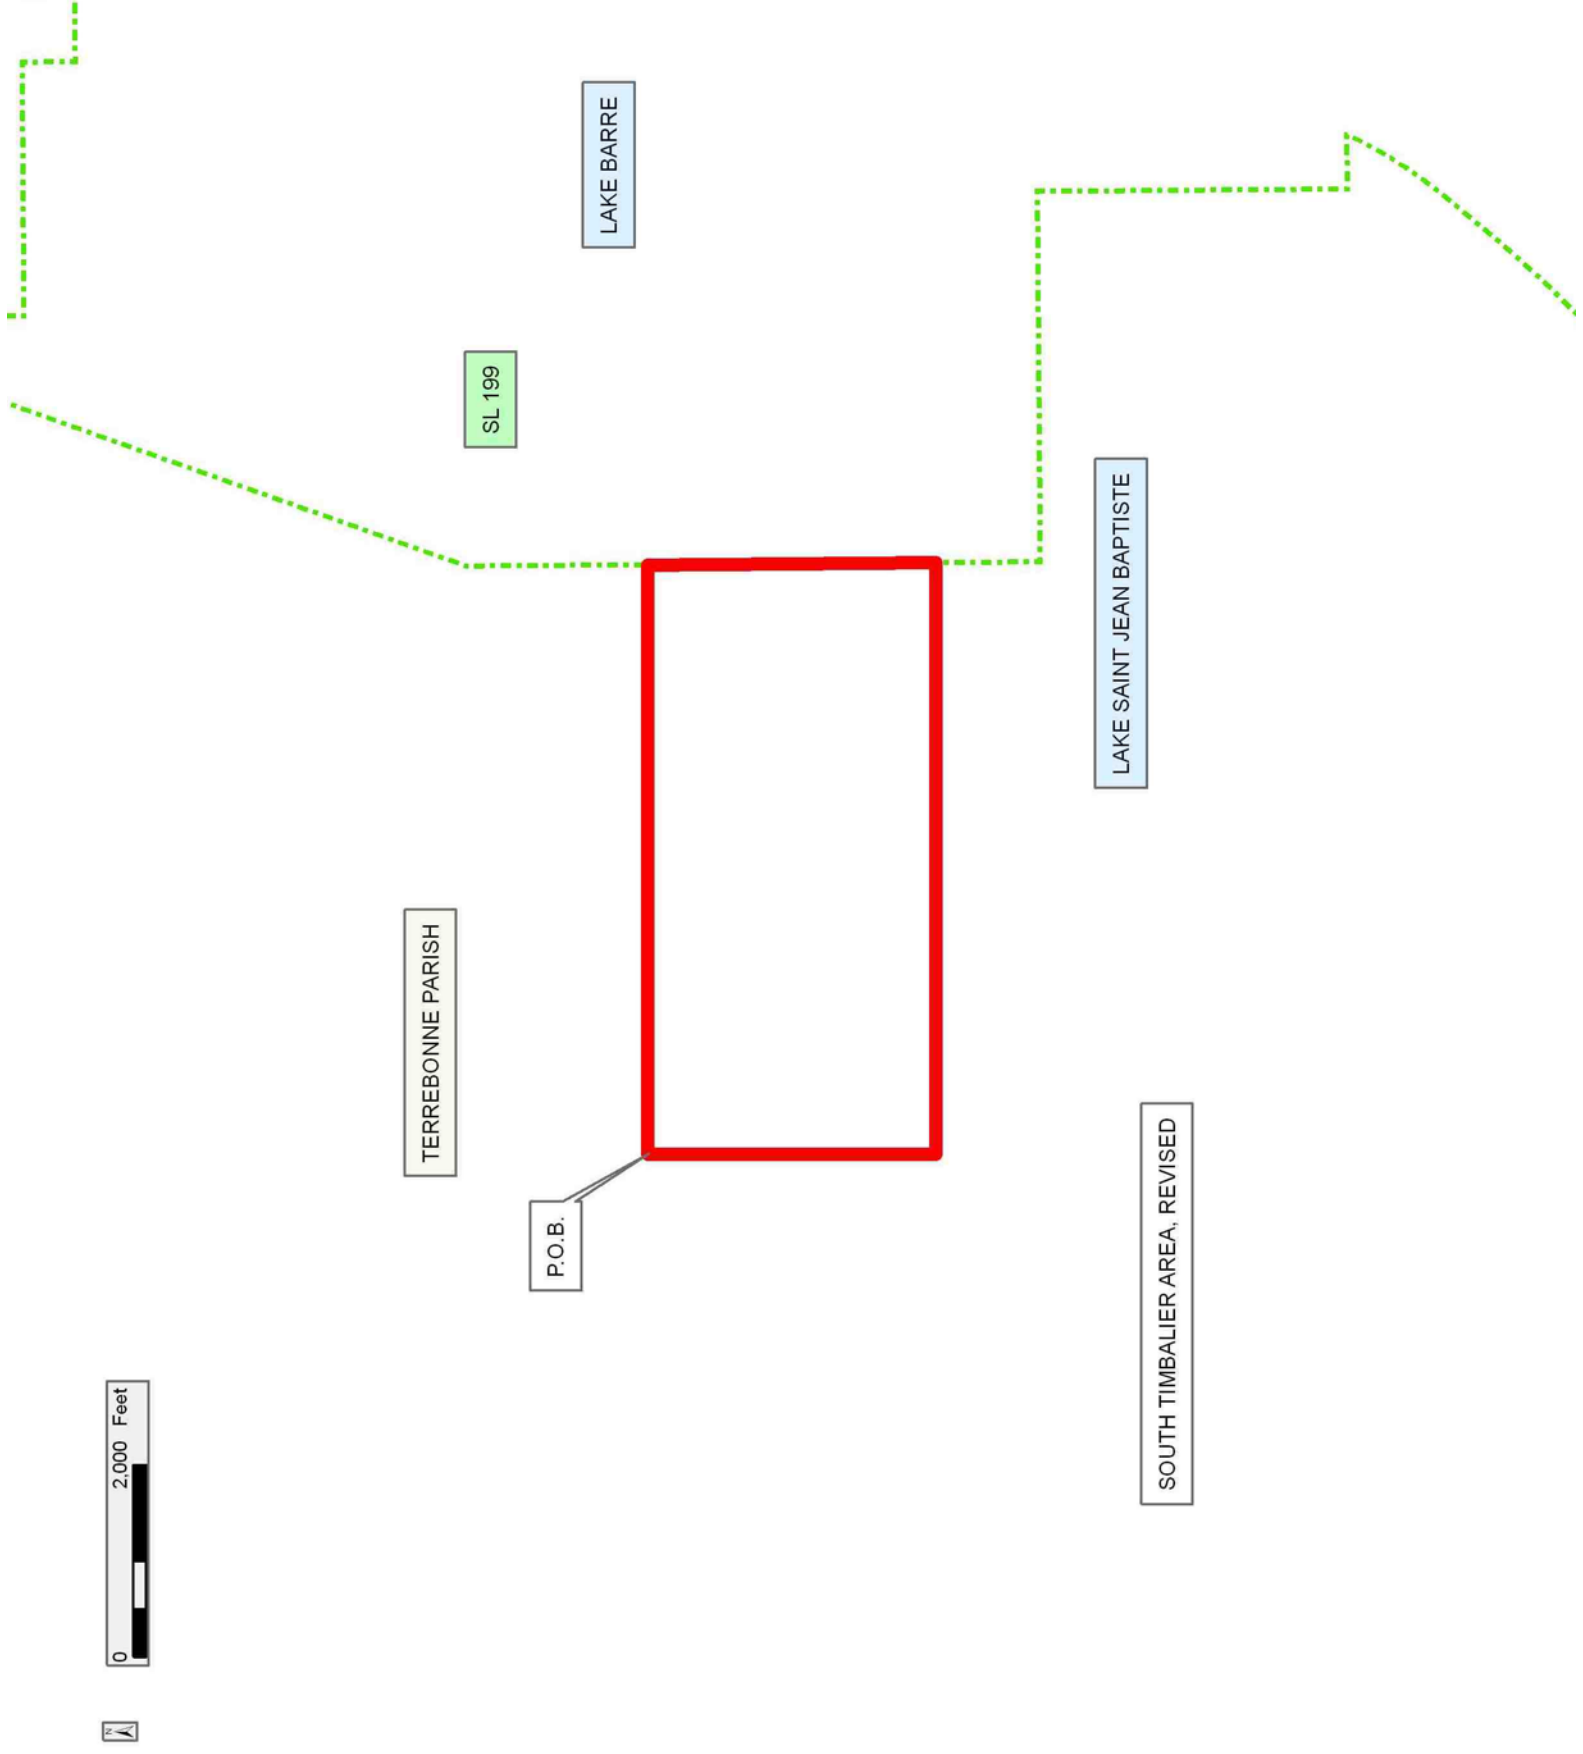 N
0 2,000 Feet
TERREBONNE PARISH
SL 199
P.O.B.
LAKE BARRE
LAKE SAINT JEAN BAPTISTE
SOUTH TIMBALIER AREA, REVISED